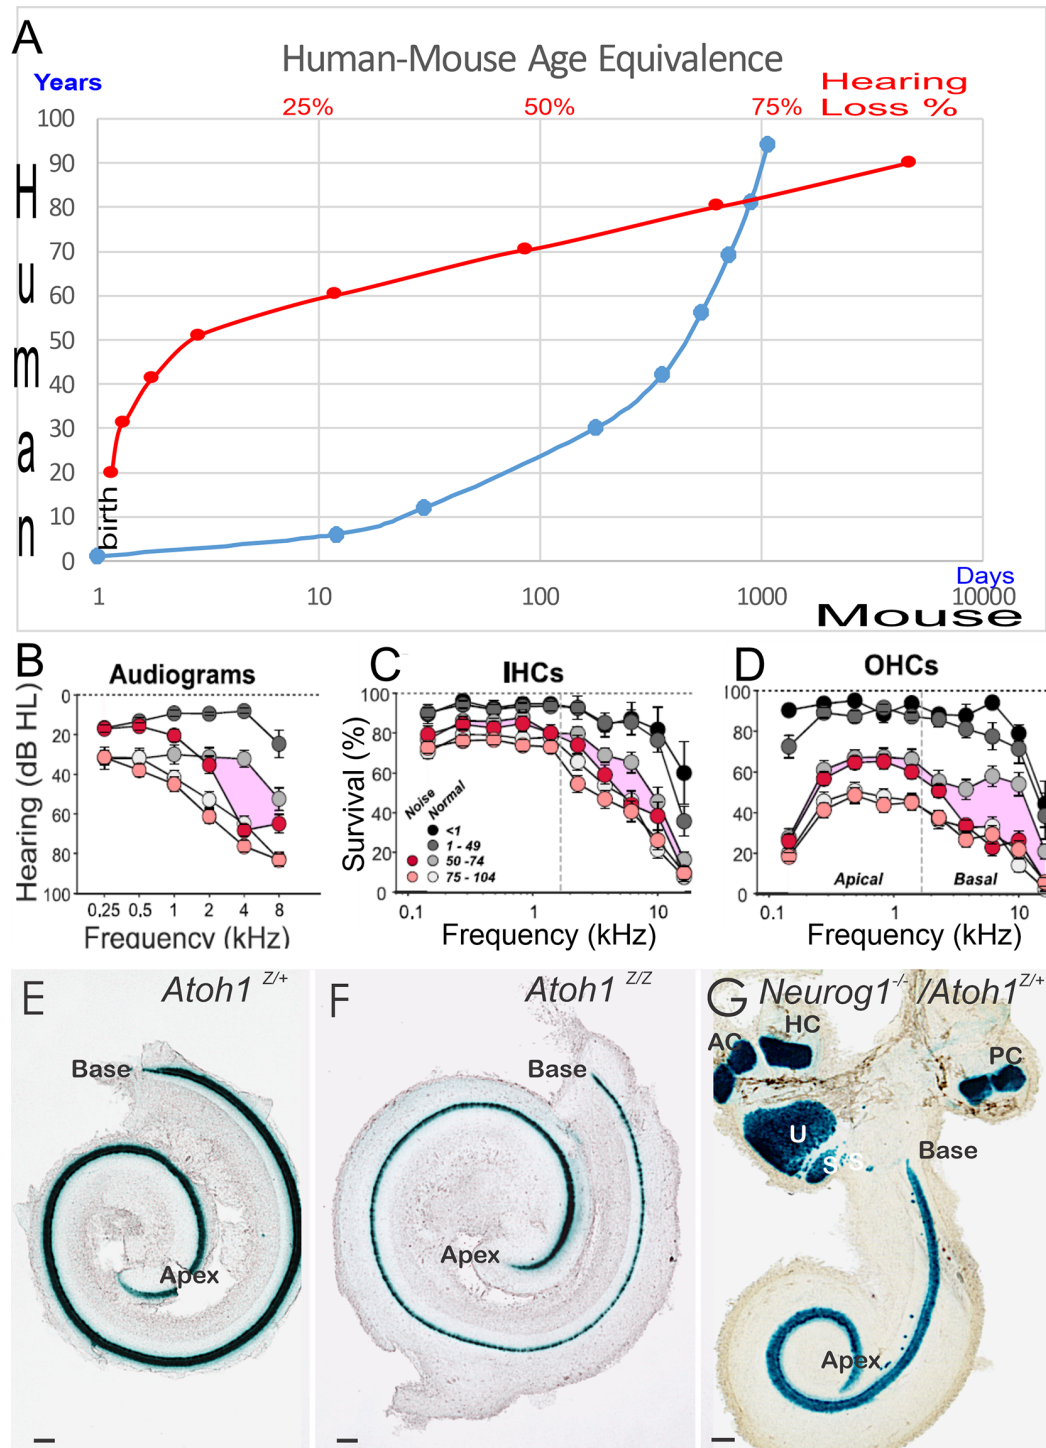 A
Human-Mouse Age Equivalence
Years
Hearing
Loss %
25%
50%
75%
100
90
80
70
60
50
40
30
20
10
0
Human
birth
1
10
100
1000
10000
Days
Mouse
B
Audiograms
Hearing (dB HL)
0
20
40
60
80
100
0.25
0.5
1
2
4
8
Frequency (kHz)
C
IHCs
Survival (%)
100
80
60
40
20
0
Noise
Normal
<1
1 - 49
50 -74
75 - 104
0.1
1
10
Frequency (kHz)
D
OHCs
100
80
60
40
20
0
Apical
Basal
0.1
1
10
Frequency (kHz)
E
Atoh1 Z/+
Base
Apex
F
Atoh1 Z/Z
Base
Apex
G
Neurog1-/- /Atoh1Z/+
HC
AC
PC
U
S
S
Base
Apex